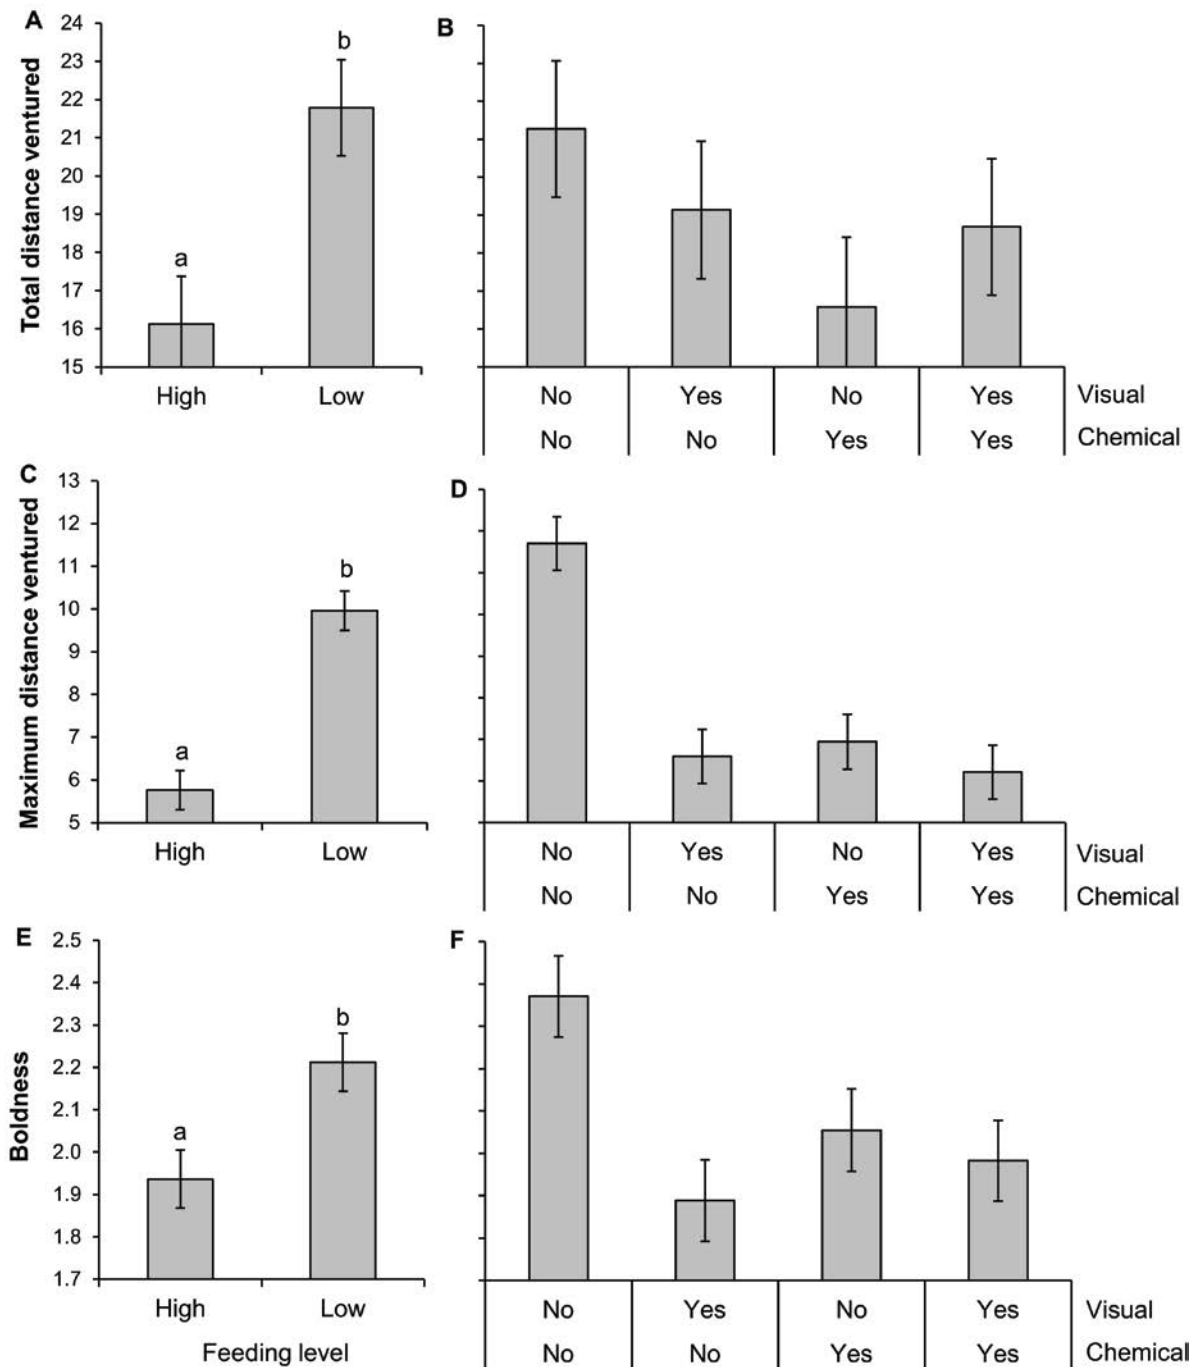 A
B
Total distance ventured
24
23
22
21
20
19
18
17
16
15
a
b
High
Low
No
Yes
No
Yes
Visual
No
No
Yes
Yes
Chemical
C
D
Maximum distance ventured
13
12
11
10
9
8
7
6
5
a
b
High
Low
No
Yes
No
Yes
Visual
No
No
Yes
Yes
Chemical
E
F
Boldness
2.5
2.4
2.3
2.2
2.1
2.0
1.9
1.8
1.7
a
b
High
Low
Feeding level
No
Yes
No
Yes
Visual
No
No
Yes
Yes
Chemical